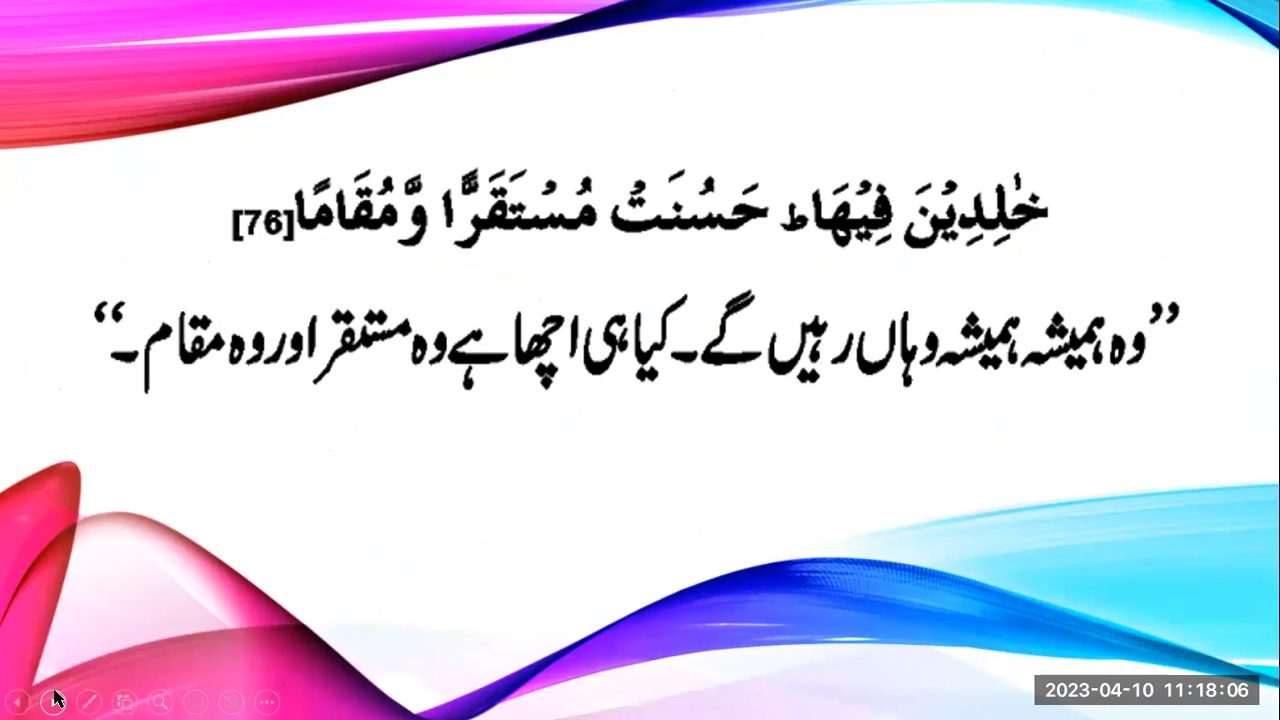 خٰلِدِيْنَ فِيْهَا ط حَسُنَتْ مُسْتَقَرًّا وَّمُقَامًا[76]
’’وہ ہمیشہ ہمیشہ وہاں رہیں گے۔ کیا ہی اچھا ہے وہ مستقر اور وہ مقام۔‘‘
2023-04-10 11:18:06